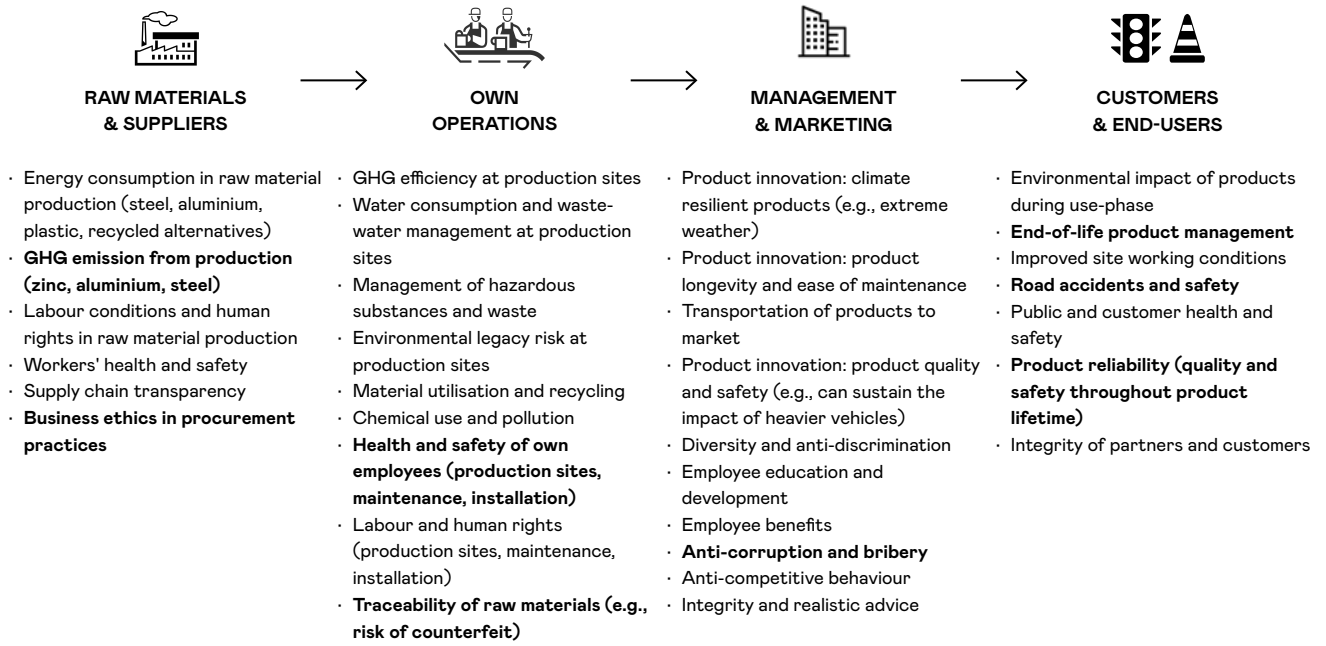 RAW MATERIALS
& SUPPLIERS
· Energy consumption in raw material
production (steel, aluminium,
plastic, recycled alternatives)
· GHG emission from production
(zinc, aluminium, steel)
· Labour conditions and human
rights in raw material production
· Workers' health and safety
· Supply chain transparency
· Business ethics in procurement
practices
OWN
OPERATIONS
· GHG efficiency at production sites
· Water consumption and waste-
water management at production
sites
· Management of hazardous
substances and waste
· Environmental legacy risk at
production sites
· Material utilisation and recycling
· Chemical use and pollution
· Health and safety of own
employees (production sites,
maintenance, installation)
· Labour and human rights
(production sites, maintenance,
installation)
· Traceability of raw materials (e.g.,
risk of counterfeit)
MANAGEMENT
& MARKETING
· Product innovation: climate
resilient products (e.g., extreme
weather)
· Product innovation: product
longevity and ease of maintenance
· Transportation of products to
market
· Product innovation: product quality
and safety (e.g., can sustain the
impact of heavier vehicles)
· Diversity and anti-discrimination
· Employee education and
development
· Employee benefits
· Anti-corruption and bribery
· Anti-competitive behaviour
· Integrity and realistic advice
CUSTOMERS
& END-USERS
· Environmental impact of products
during use-phase
· End-of-life product management
· Improved site working conditions
· Road accidents and safety
· Public and customer health and
safety
· Product reliability (quality and
safety throughout product
lifetime)
· Integrity of partners and customers